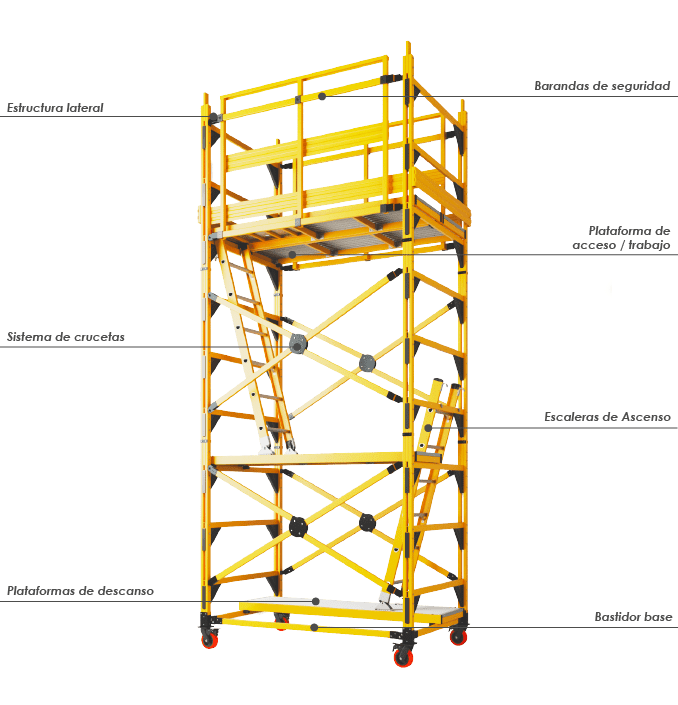 Barandas de seguridad
Estructura lateral
Plataforma de
acceso / trabajo
Sistema de crucetas
Escaleras de Ascenso
Plataformas de descanso
Bastidor base